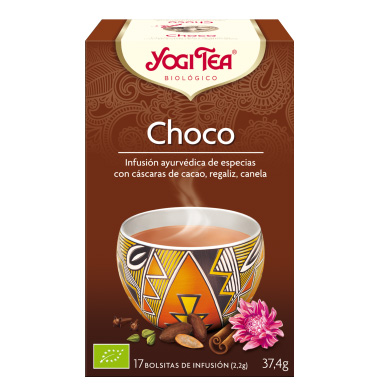 Choco
YOGI TEA®
BIOLÓGICO
Choco
Infusión ayurvédica de especias
con cáscaras de cacao, regaliz, canela
17 BOLSITAS DE INFUSIÓN (2,2g) 37,4g